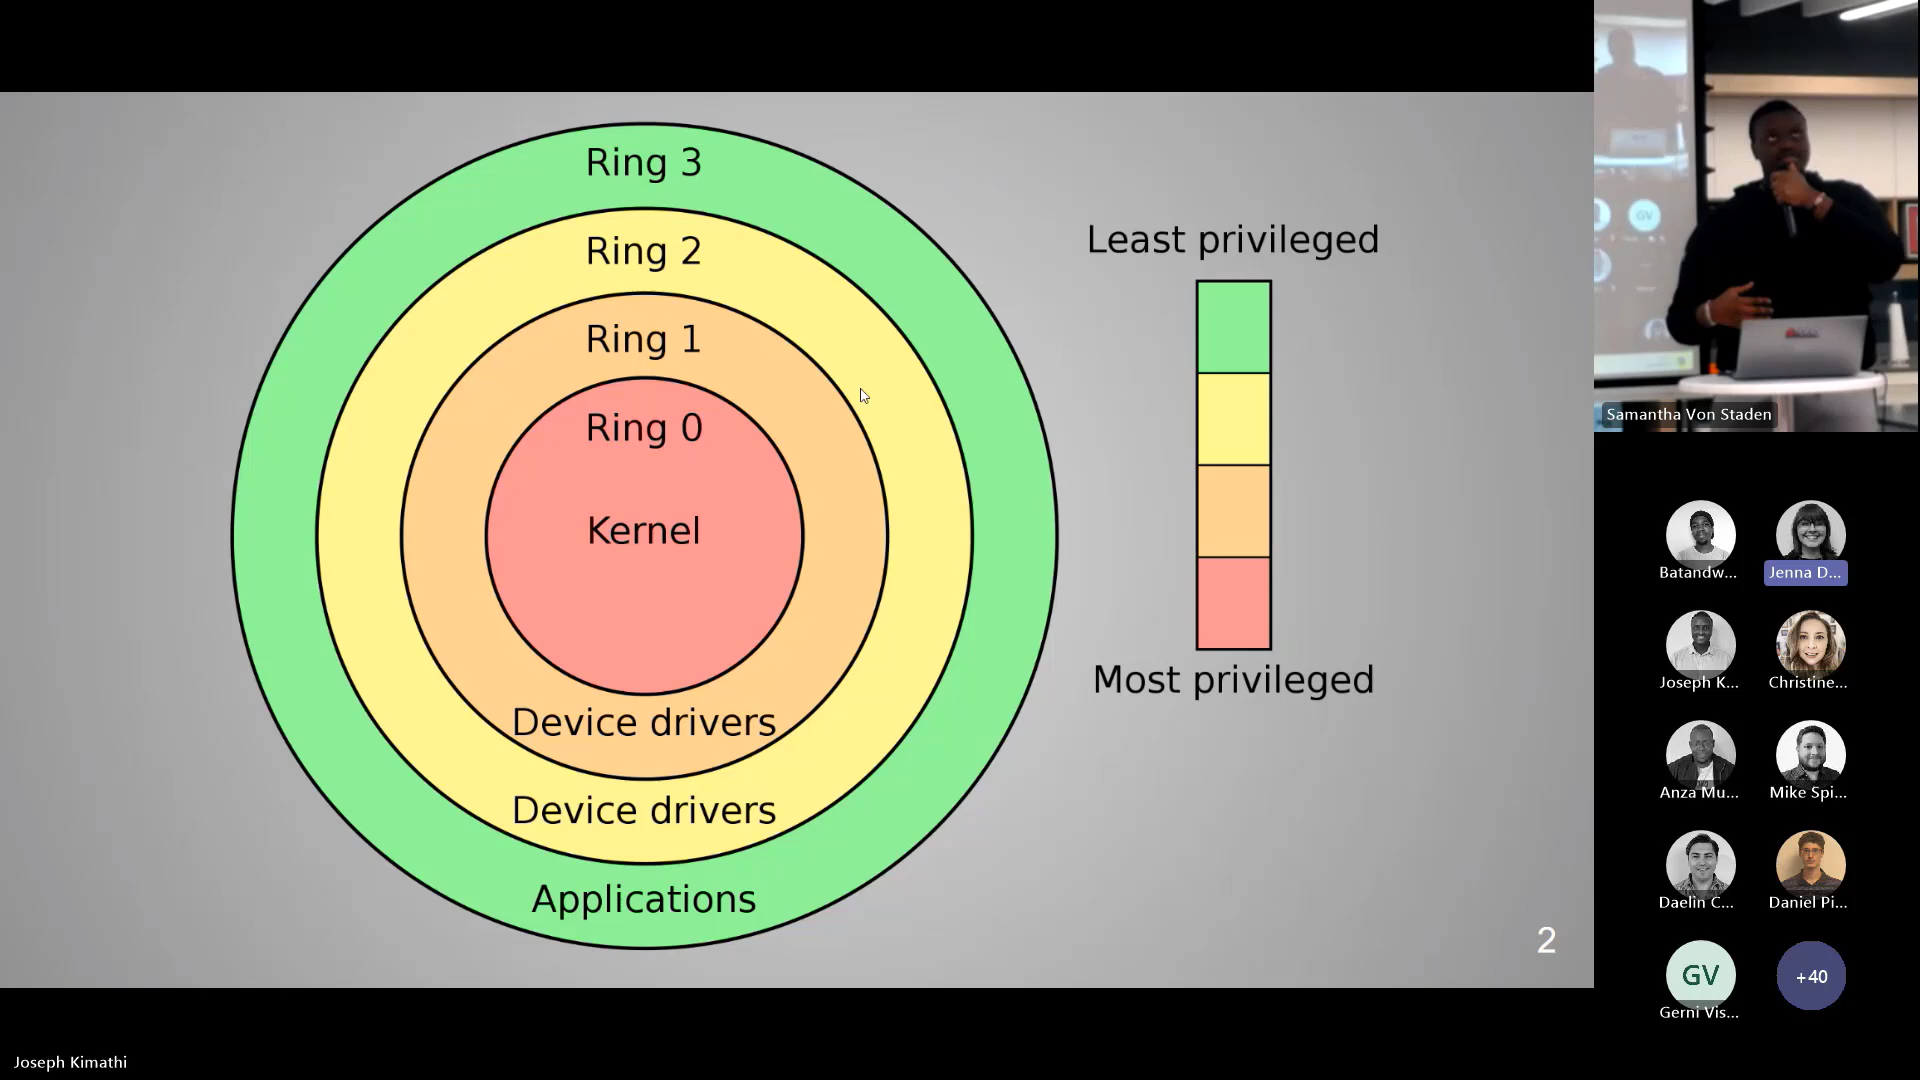 Ring 3
Ring 2
Ring 1
Ring 0
Kernel
Device drivers
Device drivers
Applications
Least privileged
Most privileged
2
GV
Samantha Von Staden
Batandw...
Jenna D...
Joseph K...
Christine...
Anza Mu...
Mike Spi...
Daelin C...
Daniel Pi...
GV
+40
Gerni Vis...
Joseph Kimathi